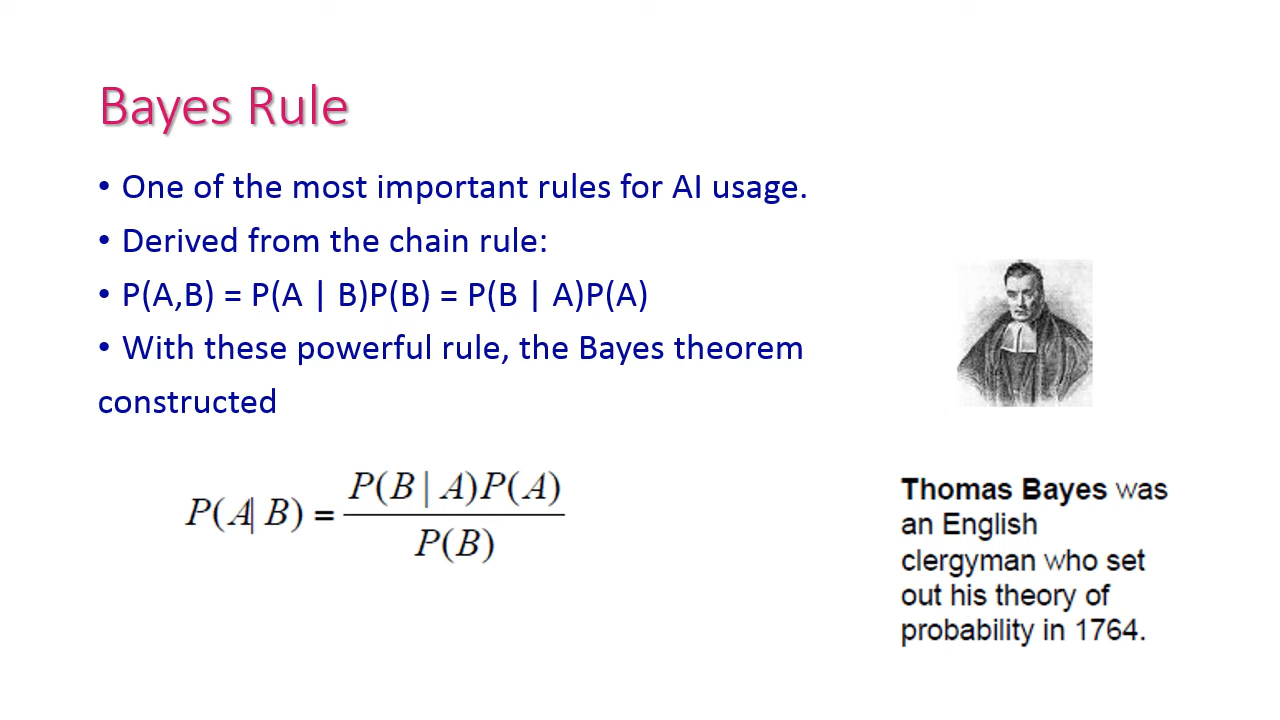 Bayes Rule
• One of the most important rules for AI usage.
• Derived from the chain rule:
• P(A,B) = P(A | B)P(B) = P(B | A)P(A)
• With these powerful rule, the Bayes theorem
constructed
P(A| B) = P(B | A)P(A) / P(B)
Thomas Bayes was
an English
clergyman who set
out his theory of
probability in 1764.